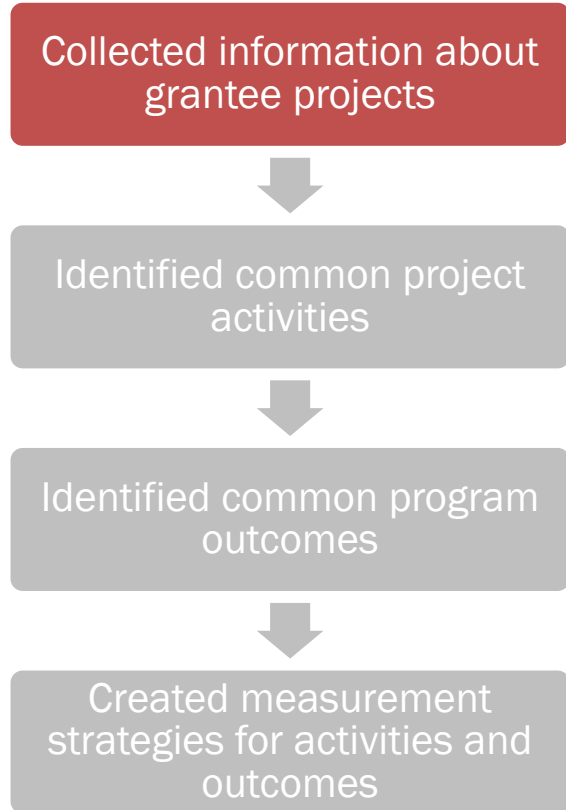 Collected information about
grantee projects
Identified common project
activities
Identified common program
outcomes
Created measurement
strategies for activities and
outcomes